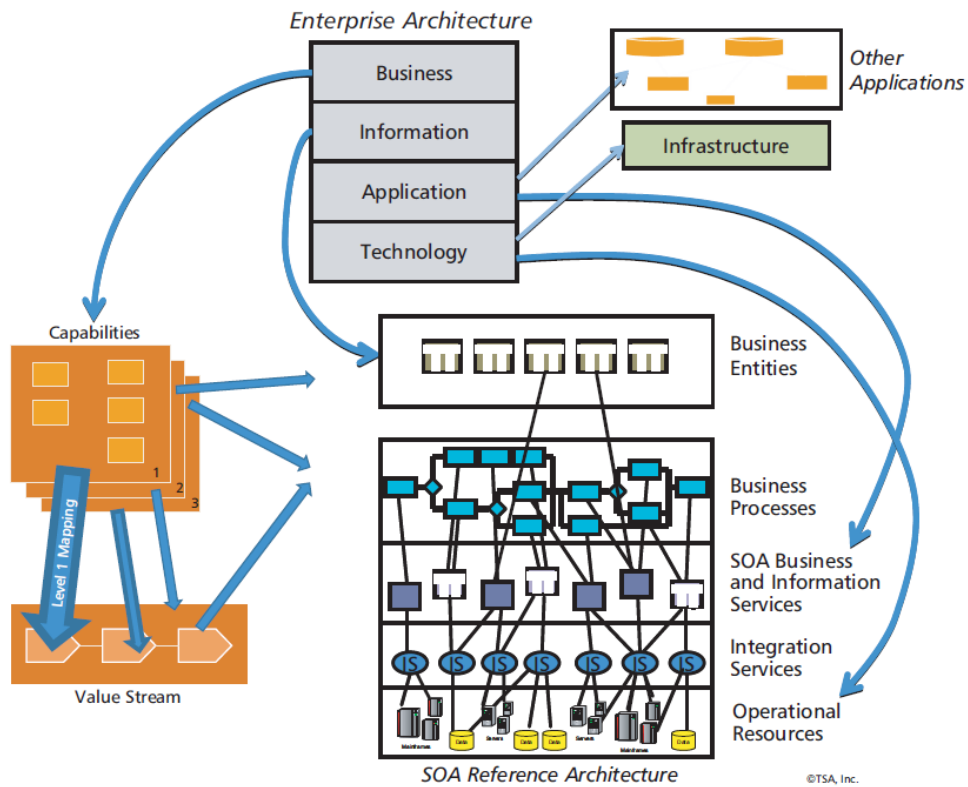 Enterprise Architecture
Business
Information
Application
Technology
Other
Applications
Infrastructure
Capabilities
1
2
3
Level 1 Mapping
Value Stream
Business
Entities
Business
Processes
SOA Business
and Information
Services
Integration
Services
Operational
Resources
IS IS IS IS IS IS IS
Mainframes
Data
Servers
Data
Data
Servers
Mainframes
Data
SOA Reference Architecture
©TSA, Inc.